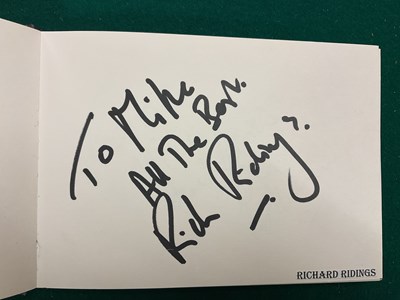 To Mike
All The Best.
Rich Ridings.
RICHARD RIDINGS